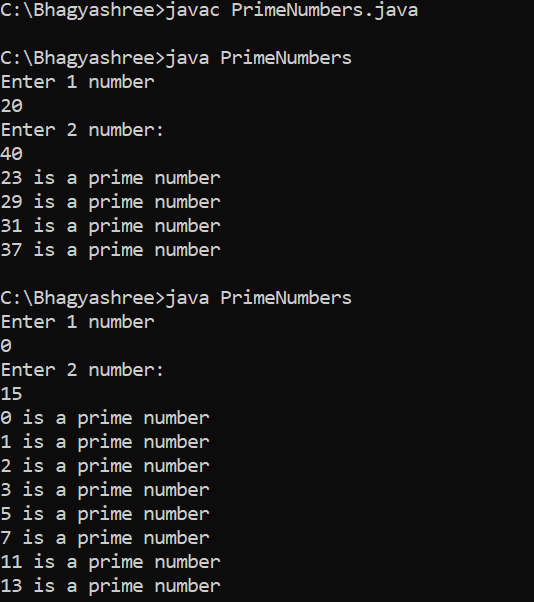 C:\Bhagyashree>javac PrimeNumbers.java
C:\Bhagyashree>java PrimeNumbers
Enter 1 number
20
Enter 2 number:
40
23 is a prime number
29 is a prime number
31 is a prime number
37 is a prime number
C:\Bhagyashree>java PrimeNumbers
Enter 1 number
0
Enter 2 number:
15
0 is a prime number
1 is a prime number
2 is a prime number
3 is a prime number
5 is a prime number
7 is a prime number
11 is a prime number
13 is a prime number